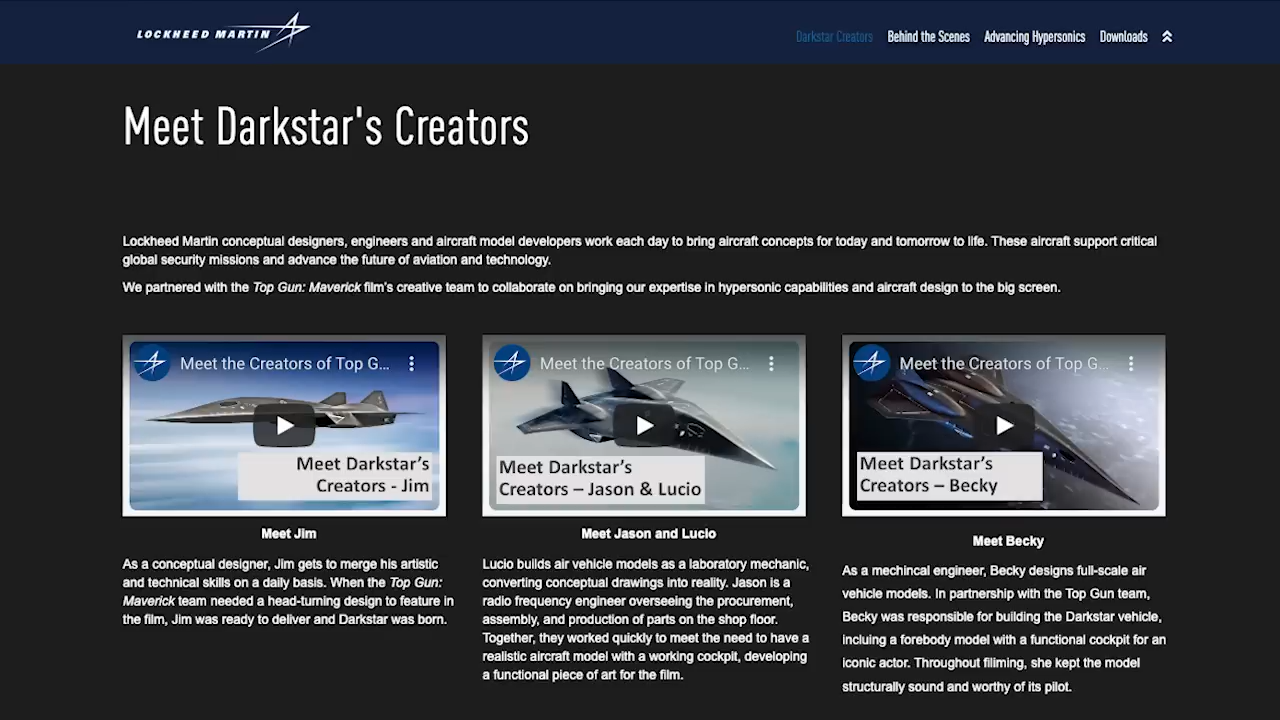 LOCKHEED MARTIN
Darkstar Creators
Behind the Scenes
Advancing Hypersonics
Downloads
Meet Darkstar's Creators
Lockheed Martin conceptual designers, engineers and aircraft model developers work each day to bring aircraft concepts for today and tomorrow to life. These aircraft support critical
global security missions and advance the future of aviation and technology.
We partnered with the Top Gun: Maverick film's creative team to collaborate on bringing our expertise in hypersonic capabilities and aircraft design to the big screen.
Meet the Creators of Top G...
Meet Darkstar's
Creators - Jim
Meet Jim
As a conceptual designer, Jim gets to merge his artistic
and technical skills on a daily basis. When the Top Gun:
Maverick team needed a head-turning design to feature in
the film, Jim was ready to deliver and Darkstar was born.
Meet the Creators of Top G...
Meet Darkstar's
Creators – Jason & Lucio
Meet Jason and Lucio
Lucio builds air vehicle models as a laboratory mechanic,
converting conceptual drawings into reality. Jason is a
radio frequency engineer overseeing the procurement,
assembly, and production of parts on the shop floor.
Together, they worked quickly to meet the need to have a
realistic aircraft model with a working cockpit, developing
a functional piece of art for the film.
Meet the Creators of Top G...
Meet Darkstar's
Creators – Becky
Meet Becky
As a mechincal engineer, Becky designs full-scale air
vehicle models. In partnership with the Top Gun team,
Becky was responsible for building the Darkstar vehicle,
incluing a forebody model with a functional cockpit for an
iconic actor. Throughout filiming, she kept the model
structurally sound and worthy of its pilot.